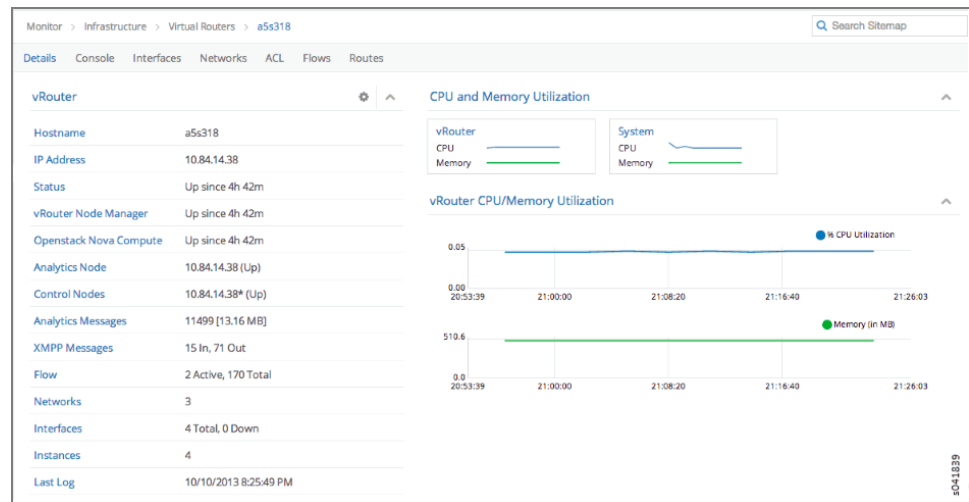 Monitor > Infrastructure > Virtual Routers > a5s318
Search Sitemap
Details Console Interfaces Networks ACL Flows Routes
vRouter
Hostname a5s318
IP Address 10.84.14.38
Status Up since 4h 42m
vRouter Node Manager Up since 4h 42m
Openstack Nova Compute Up since 4h 42m
Analytics Node 10.84.14.38 (Up)
Control Nodes 10.84.14.38* (Up)
Analytics Messages 11499 [13.16 MB]
XMPP Messages 15 In, 71 Out
Flow 2 Active, 170 Total
Networks 3
Interfaces 4 Total, 0 Down
Instances 4
Last Log 10/10/2013 8:25:49 PM
CPU and Memory Utilization
vRouter
CPU
Memory
System
CPU
Memory
vRouter CPU/Memory Utilization
% CPU Utilization
0.05
0.00
20:53:39 21:00:00 21:08:20 21:16:40 21:26:03
Memory (in MB)
510.6
0.0
20:53:39 21:00:00 21:08:20 21:16:40 21:26:03
s041839